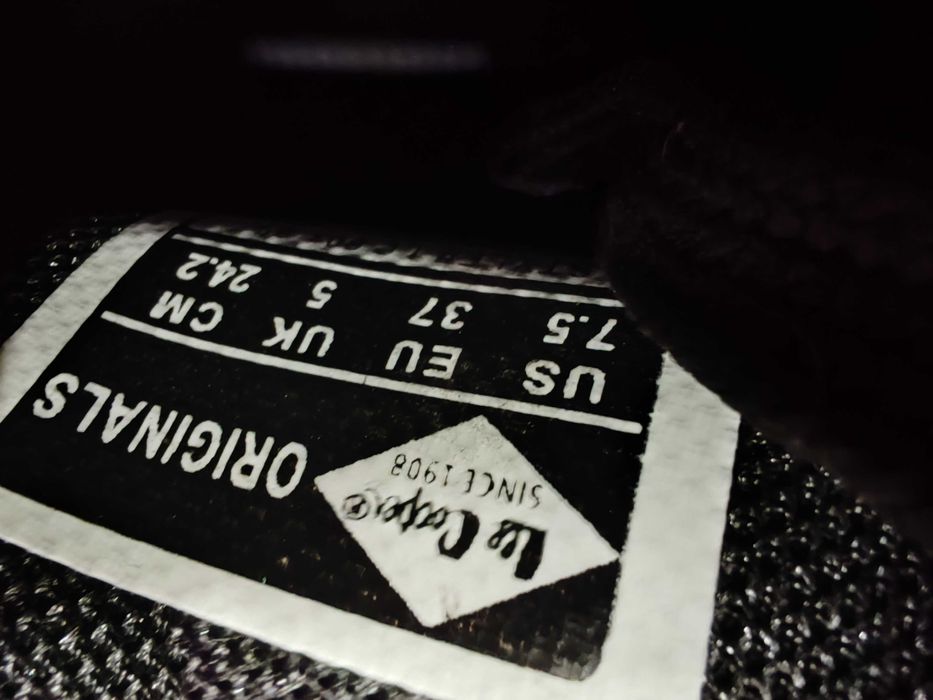 Lee Cooper®
SINCE 1908
ORIGINALS
US EU UK CM
7.5 37 5 24.2